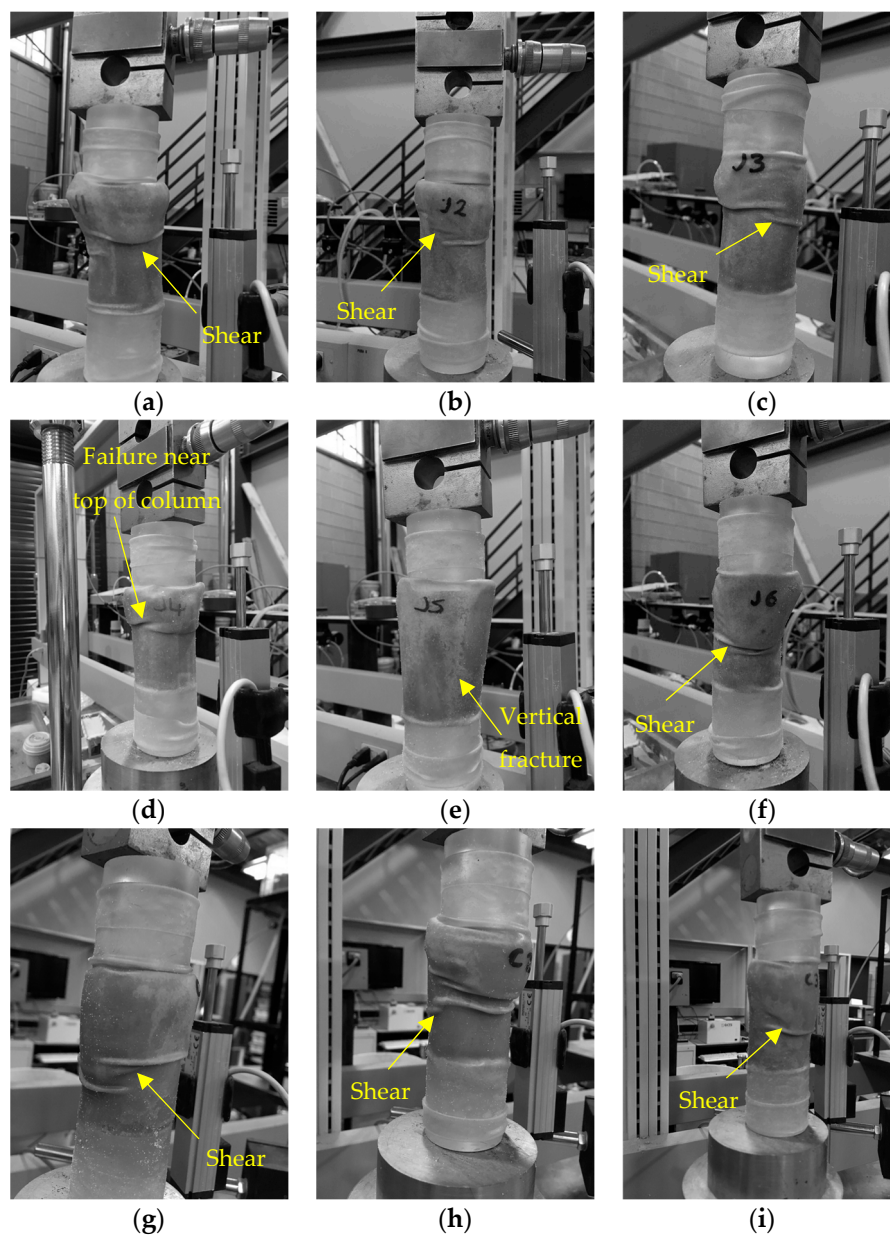 J2
J3
Shear
Shear
Shear
(a)
(b)
(c)
Failure near
top of column
J4
J5
J6
Vertical
fracture
Shear
(d)
(e)
(f)
Shear
Shear
Shear
(g)
(h)
(i)